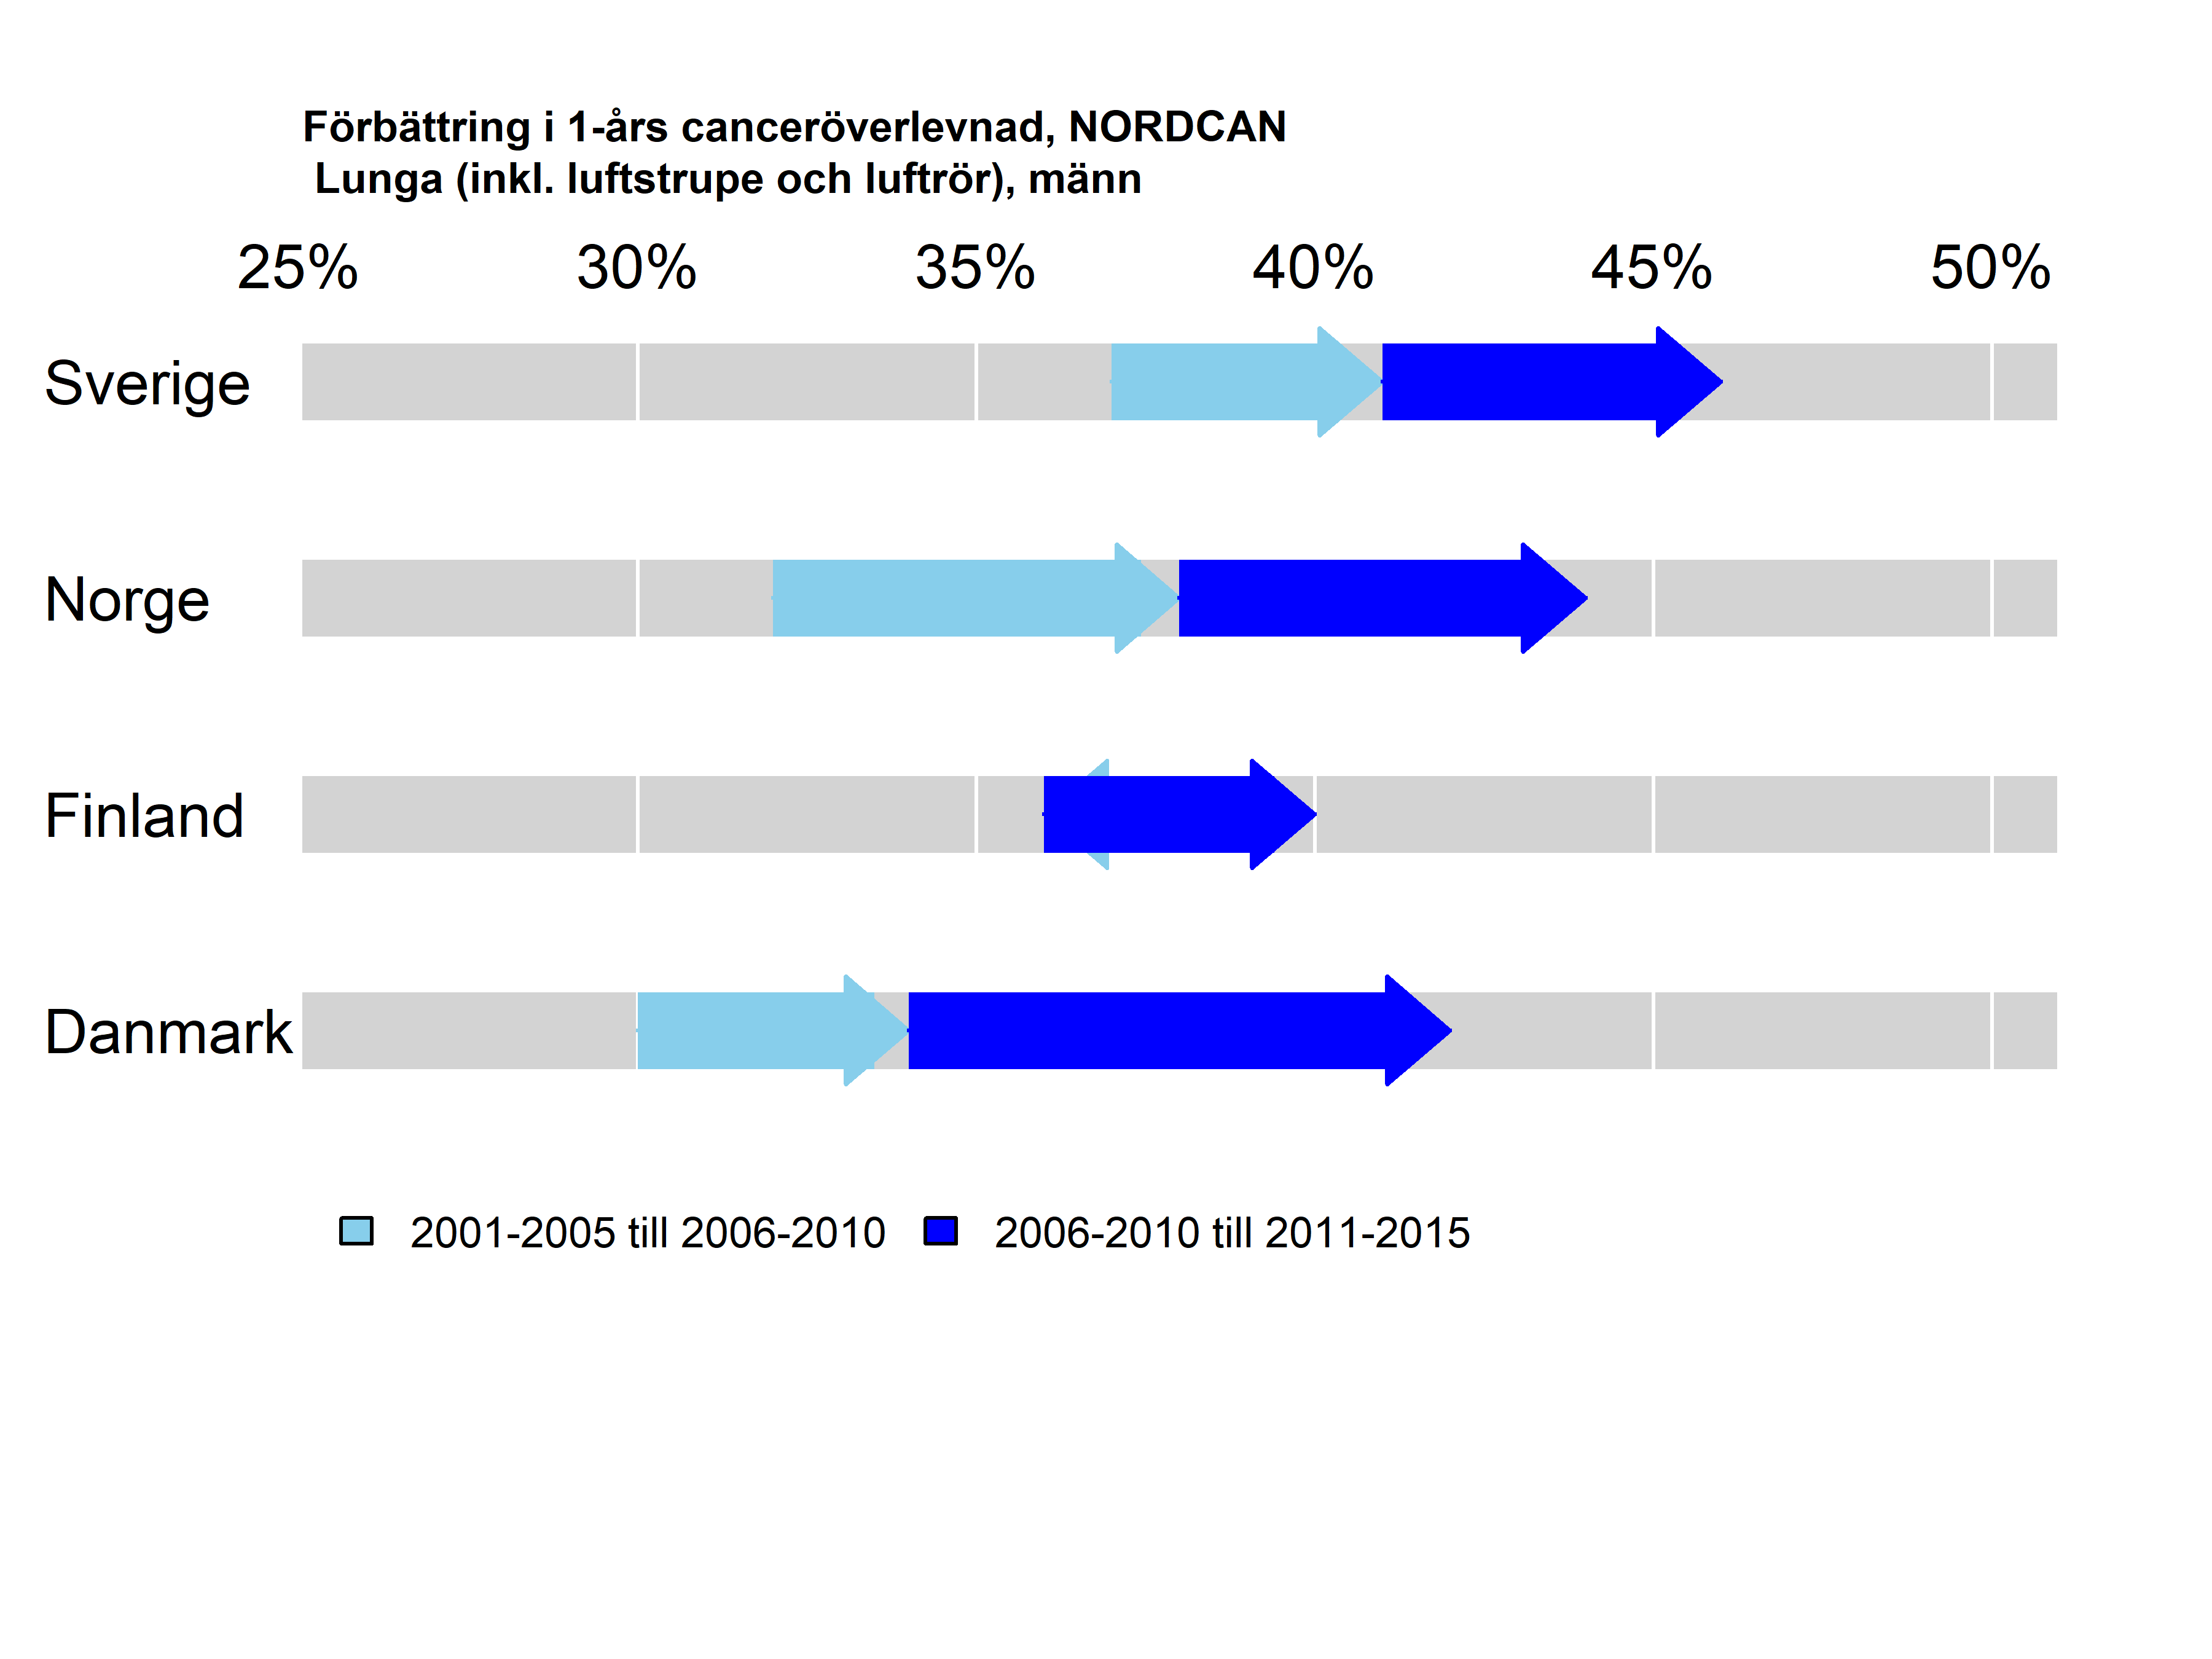 Förbättring i 1-års canceröverlevnad, NORDCAN
Lunga (inkl. luftstrupe och luftrör), männ
25% 30% 35% 40% 45% 50%
Sverige
Norge
Finland
Danmark
2001-2005 till 2006-2010 2006-2010 till 2011-2015